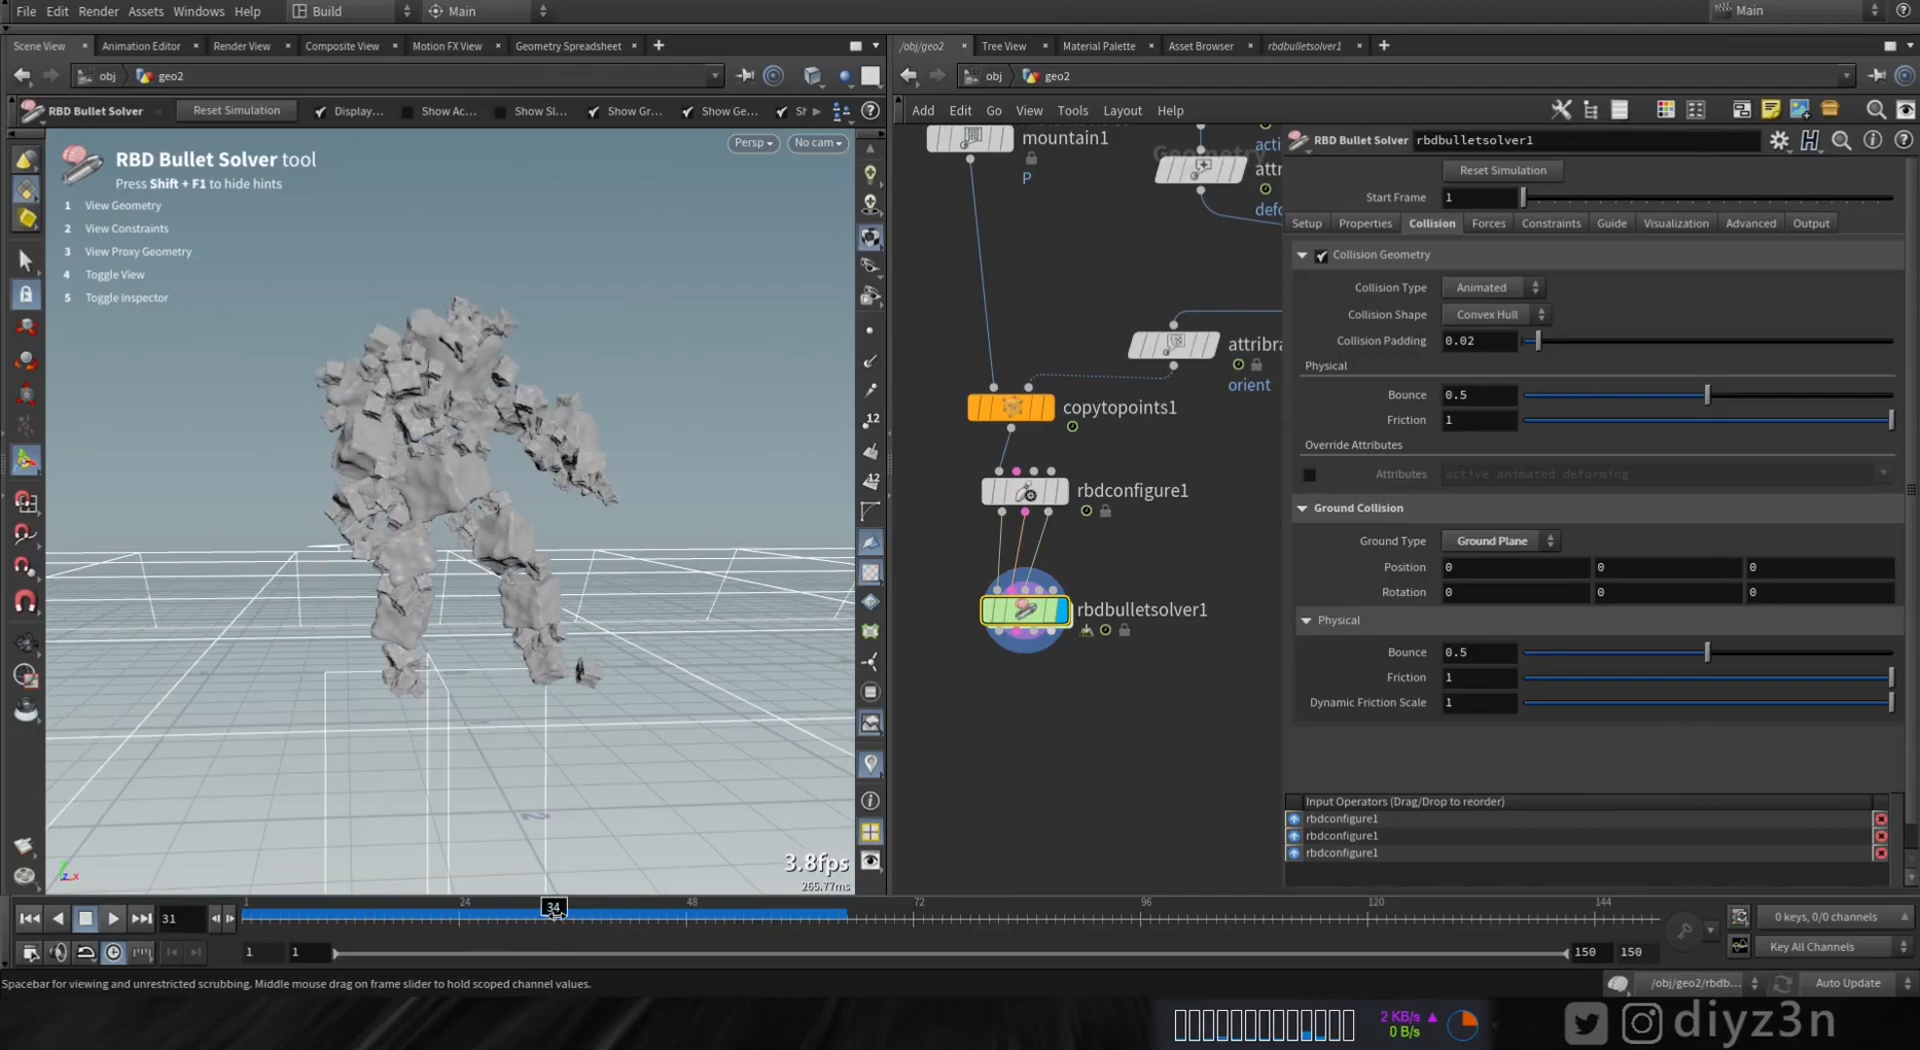 File Edit Render Assets Windows Help Build Main Main
Scene View Animation Editor Render View Composite View Motion FX View Geometry Spreadsheet
/obj/geo2 Tree View Material Palette Asset Browser rbdbulletsolver1
obj geo2
obj geo2
RBD Bullet Solver Reset Simulation Display... Show Ac... Show Sl... Show Gr... Show Ge... Sh
Add Edit Go View Tools Layout Help
RBD Bullet Solver tool
Press Shift + F1 to hide hints
1 View Geometry
2 View Constraints
3 View Proxy Geometry
4 Toggle View
5 Toggle Inspector
Persp No cam
12
12
3.8fps
265.77ms
mountain1
P
Geometry
acti
attr
defo
attribra
orient
copytopoints1
rbdconfigure1
rbdbulletsolver1
RBD Bullet Solver rbdbulletsolver1
Reset Simulation
Start Frame 1
Setup Properties Collision Forces Constraints Guide Visualization Advanced Output
Collision Geometry
Collision Type Animated
Collision Shape Convex Hull
Collision Padding 0.02
Physical
Bounce 0.5
Friction 1
Override Attributes
Attributes active animated deforming
Ground Collision
Ground Type Ground Plane
Position 0 0 0
Rotation 0 0 0
Physical
Bounce 0.5
Friction 1
Dynamic Friction Scale 1
Input Operators (Drag/Drop to reorder)
rbdconfigure1
rbdconfigure1
rbdconfigure1
31 1 24 34 48 72 96 120 144
0 keys, 0/0 channels
1 1 150 150
Key All Channels
Spacebar for viewing and unrestricted scrubbing. Middle mouse drag on frame slider to hold scoped channel values.
/obj/geo2/rbdb... Auto Update
2 KB/s
0 B/s
diyz3n